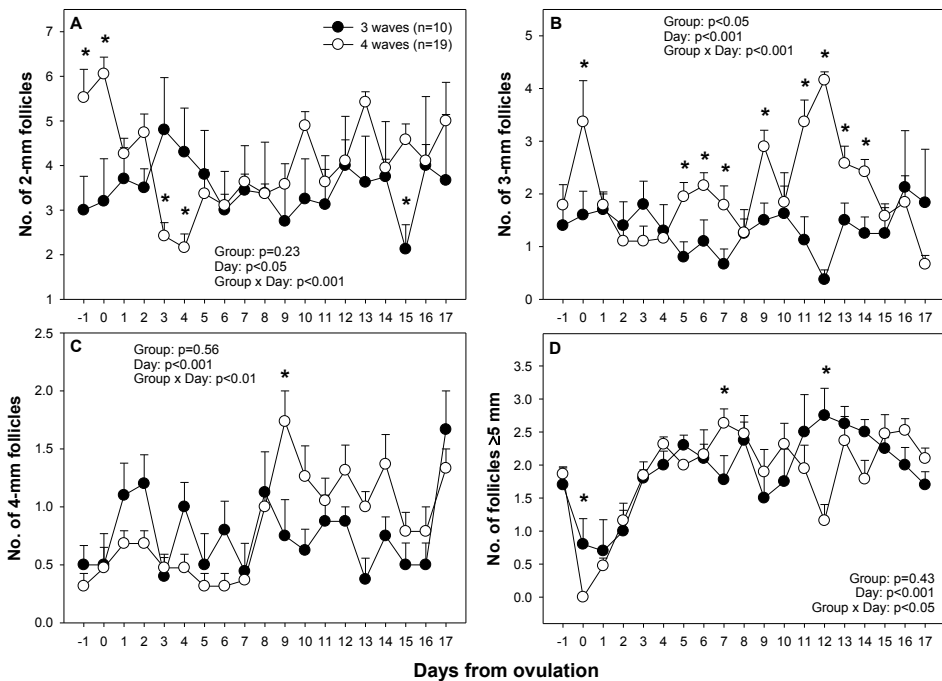 A
3 waves (n=10)
4 waves (n=19)
No. of 2-mm follicles
7
6
5
4
3
2
1
* * * * *
Group: p=0.23
Day: p<0.05
Group x Day: p<0.001
-1 0 1 2 3 4 5 6 7 8 9 10 11 12 13 14 15 16 17
B
Group: p<0.05
Day: p<0.001
Group x Day: p<0.001
No. of 3-mm follicles
5
4
3
2
1
0
* * * * * * * * *
-1 0 1 2 3 4 5 6 7 8 9 10 11 12 13 14 15 16 17
C
Group: p=0.56
Day: p<0.001
Group x Day: p<0.01
No. of 4-mm follicles
2.5
2.0
1.5
1.0
0.5
0.0
*
-1 0 1 2 3 4 5 6 7 8 9 10 11 12 13 14 15 16 17
D
No. of follicles ≥5 mm
3.5
3.0
2.5
2.0
1.5
1.0
0.5
0.0
* * *
Group: p=0.43
Day: p<0.001
Group x Day: p<0.05
-1 0 1 2 3 4 5 6 7 8 9 10 11 12 13 14 15 16 17
Days from ovulation